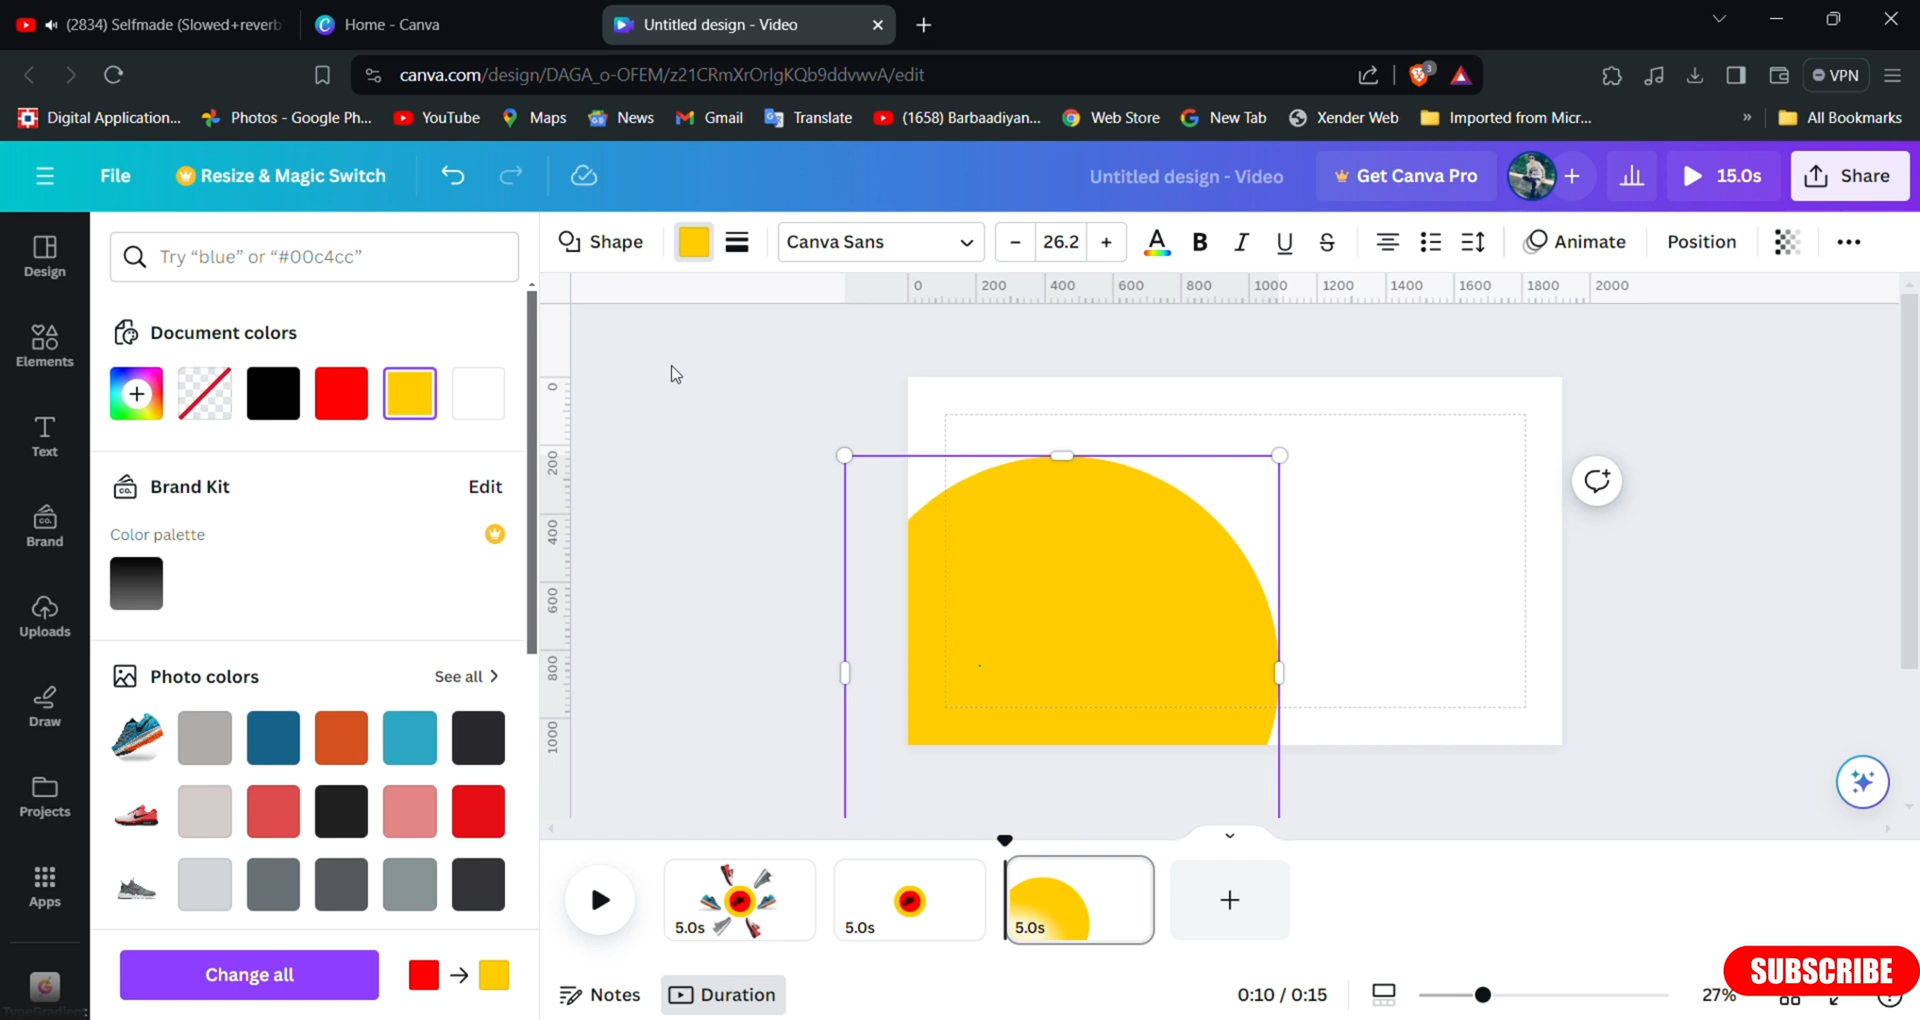 (2834) Selfmade (Slowed+reverb
Home - Canva
Untitled design - Video
canva.com/design/DAGA_o-OFEM/z21CRmXrOrIgKQb9ddvwvA/edit
3
VPN
Digital Application...
Photos - Google Ph...
YouTube
Maps
News
Gmail
Translate
(1658) Barbaadiyan...
Web Store
New Tab
Xender Web
Imported from Micr...
»
All Bookmarks
File
Resize & Magic Switch
Untitled design - Video
Get Canva Pro
15.0s
Share
Design
Elements
Text
Brand
Uploads
Draw
Projects
Apps
Try “blue” or “#00c4cc”
Document colors
Brand Kit
Edit
Color palette
Photo colors
See all
Change all
Shape
Canva Sans
26.2
A
B
I
U
S
Animate
Position
0 200 400 600 800 1000 1200 1400 1600 1800 2000
0
200
400
600
800
1000
5.0s
5.0s
5.0s
Notes
Duration
0:10 / 0:15
27%
SUBSCRIBE